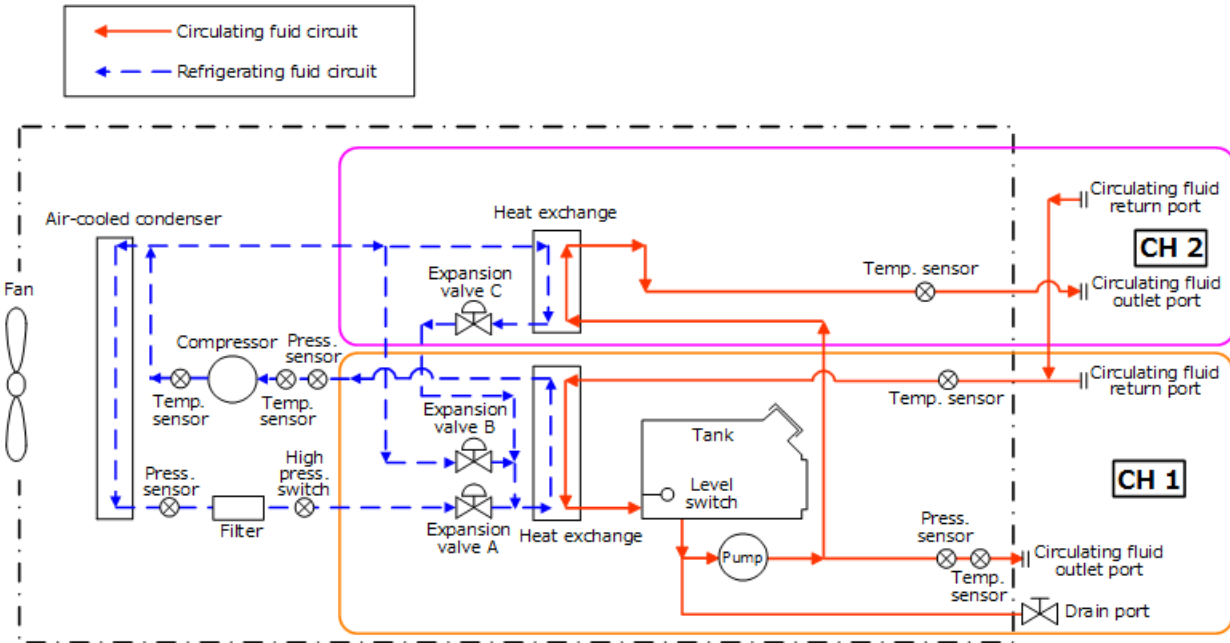 Circulating fluid circuit
Refrigerating fluid circuit
Circulating fluid
return port
Heat exchange
Air-cooled condenser
CH 2
Temp. sensor
Expansion
valve C
Circulating fluid
outlet port
Fan
Compressor
Press.
sensor
Circulating fluid
return port
Temp.
sensor
Temp.
sensor
Temp. sensor
Expansion
valve B
Tank
Press.
sensor
High
press.
switch
Level
switch
CH 1
Filter
Expansion
valve A
Heat exchange
Press.
sensor
Pump
Temp.
sensor
Circulating fluid
outlet port
Drain port